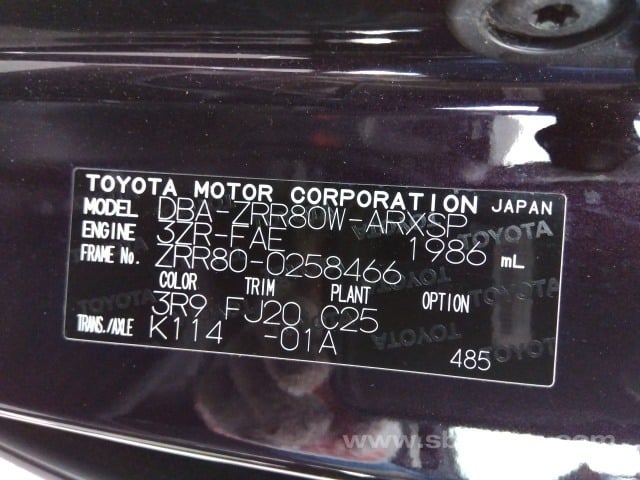 TOYOTA MOTOR CORPORATION JAPAN
MODEL DBA-ZRR80W-ARXSP
ENGINE 3ZR-FAE 1986 mL
FRAME No. ZRR80-0258466
COLOR TRIM PLANT OPTION
3R9 FJ20 C25
TRANS./AXLE K114 -01A
485